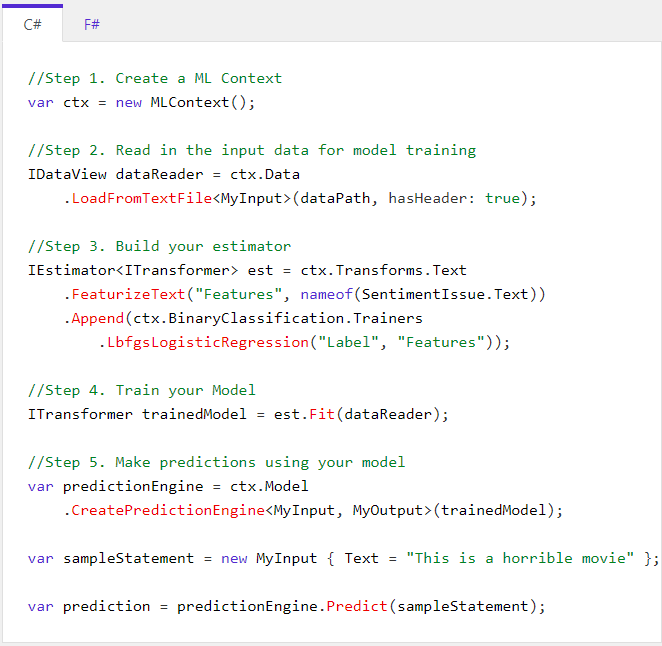 C# F#
//Step 1. Create a ML Context
var ctx = new MLContext();
//Step 2. Read in the input data for model training
IDataView dataReader = ctx.Data
.LoadFromTextFile<MyInput>(dataPath, hasHeader: true);
//Step 3. Build your estimator
IEstimator<ITransformer> est = ctx.Transforms.Text
.FeaturizeText("Features", nameof(SentimentIssue.Text))
.Append(ctx.BinaryClassification.Trainers
.LbfgsLogisticRegression("Label", "Features"));
//Step 4. Train your Model
ITransformer trainedModel = est.Fit(dataReader);
//Step 5. Make predictions using your model
var predictionEngine = ctx.Model
.CreatePredictionEngine<MyInput, MyOutput>(trainedModel);
var sampleStatement = new MyInput { Text = "This is a horrible movie" };
var prediction = predictionEngine.Predict(sampleStatement);